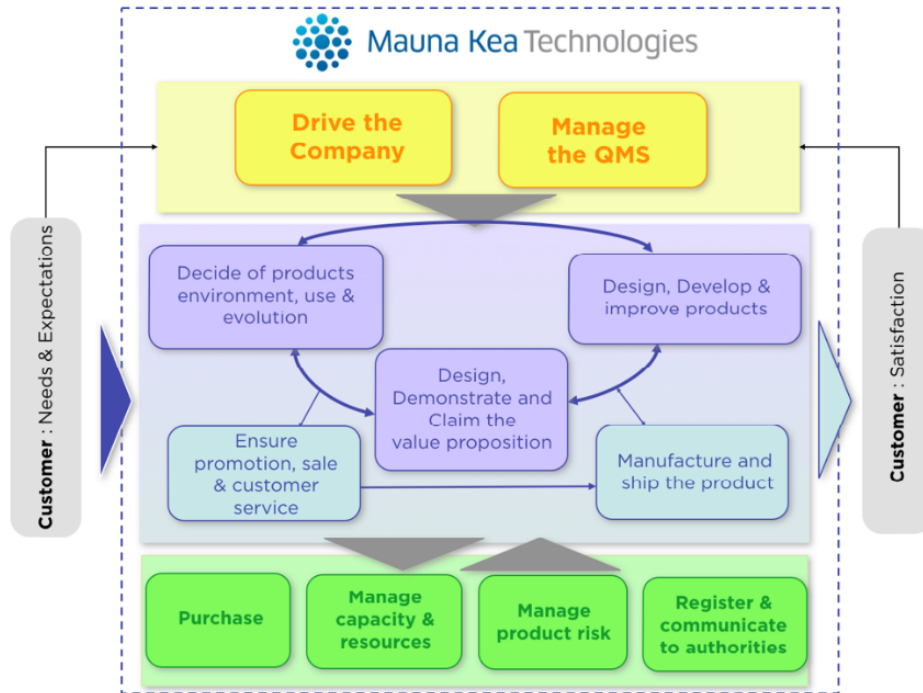 Mauna Kea Technologies
Drive the
Company
Manage
the QMS
Customer : Needs & Expectations
Decide of products
environment, use &
evolution
Design, Develop &
improve products
Design,
Demonstrate and
Claim the
value proposition
Ensure
promotion, sale
& customer
service
Manufacture and
ship the product
Customer : Satisfaction
Purchase
Manage
capacity &
resources
Manage
product risk
Register &
communicate
to authorities